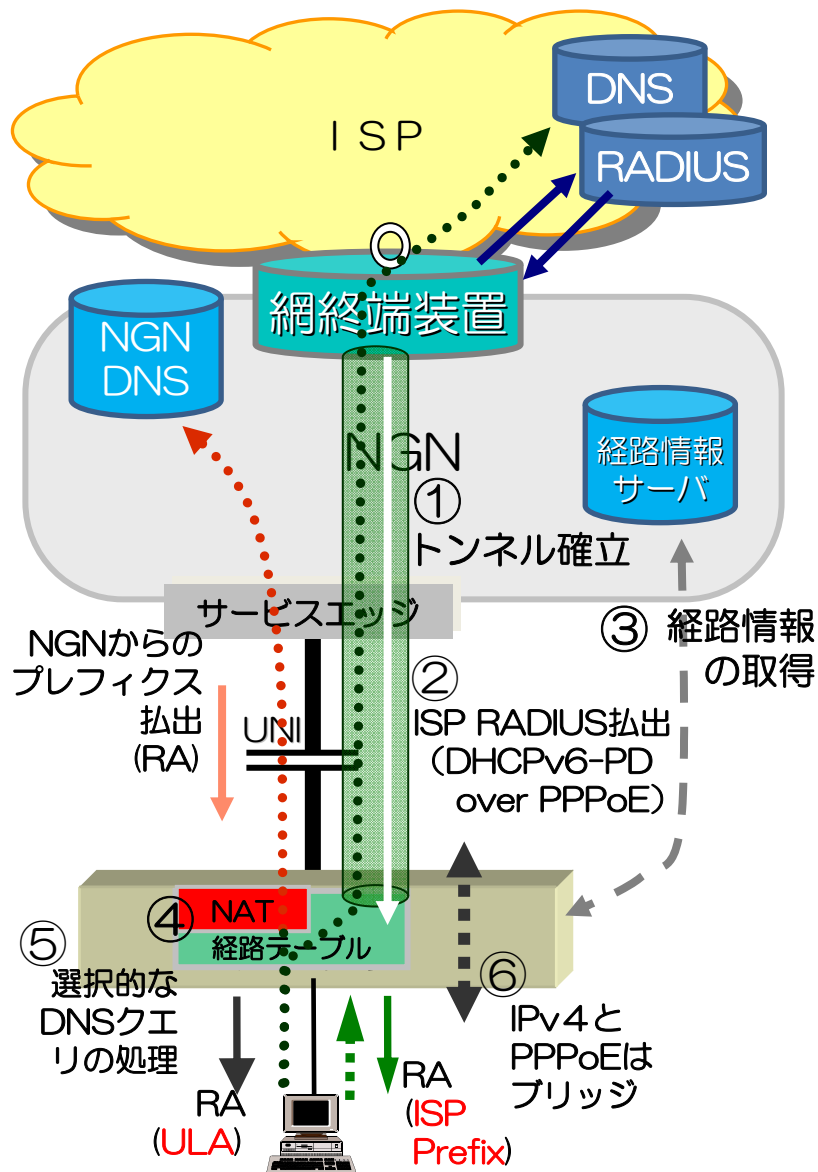 ISP
DNS
RADIUS
網終端装置
NGN
DNS
NGN
経路情報
サーバ
①
トンネル確立
サービスエッジ
③ 経路情報
の取得
NGNからの
プレフィクス
払出
(RA)
UNI
②
ISP RADIUS払出
(DHCPv6-PD
over PPPoE)
④ NAT
経路テーブル
⑤
選択的な
DNSクエ
リの処理
⑥
IPv4と
PPPoEは
ブリッジ
RA
(ULA)
RA
(ISP
Prefix)